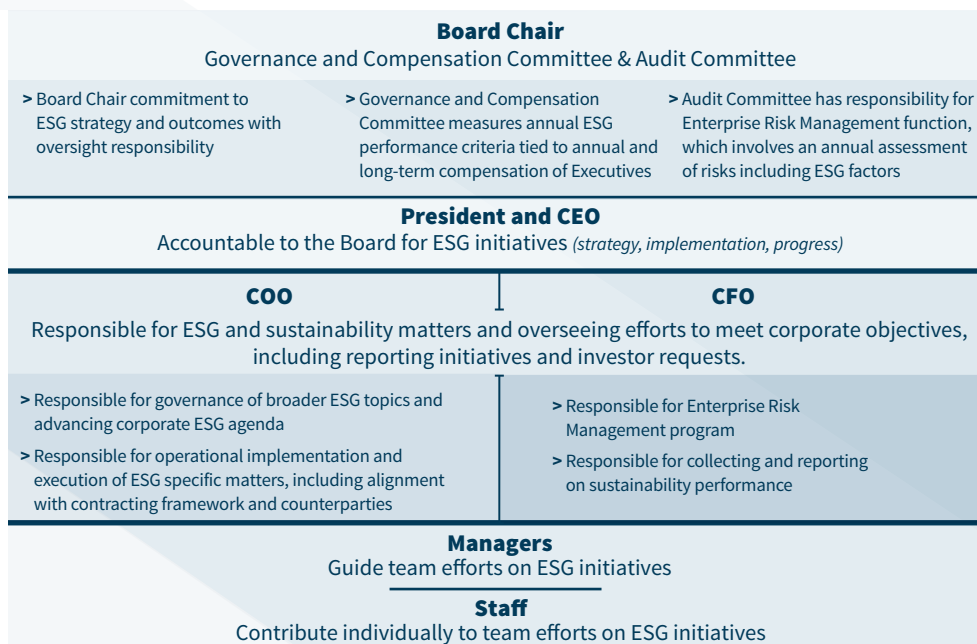 Board Chair
Governance and Compensation Committee & Audit Committee
> Board Chair commitment to
ESG strategy and outcomes with
oversight responsibility
> Governance and Compensation
Committee measures annual ESG
performance criteria tied to annual and
long-term compensation of Executives
> Audit Committee has responsibility for
Enterprise Risk Management function,
which involves an annual assessment
of risks including ESG factors
President and CEO
Accountable to the Board for ESG initiatives (strategy, implementation, progress)
COO
CFO
Responsible for ESG and sustainability matters and overseeing efforts to meet corporate objectives,
including reporting initiatives and investor requests.
> Responsible for governance of broader ESG topics and
advancing corporate ESG agenda
> Responsible for operational implementation and
execution of ESG specific matters, including alignment
with contracting framework and counterparties
> Responsible for Enterprise Risk
Management program
> Responsible for collecting and reporting
on sustainability performance
Managers
Guide team efforts on ESG initiatives
Staff
Contribute individually to team efforts on ESG initiatives